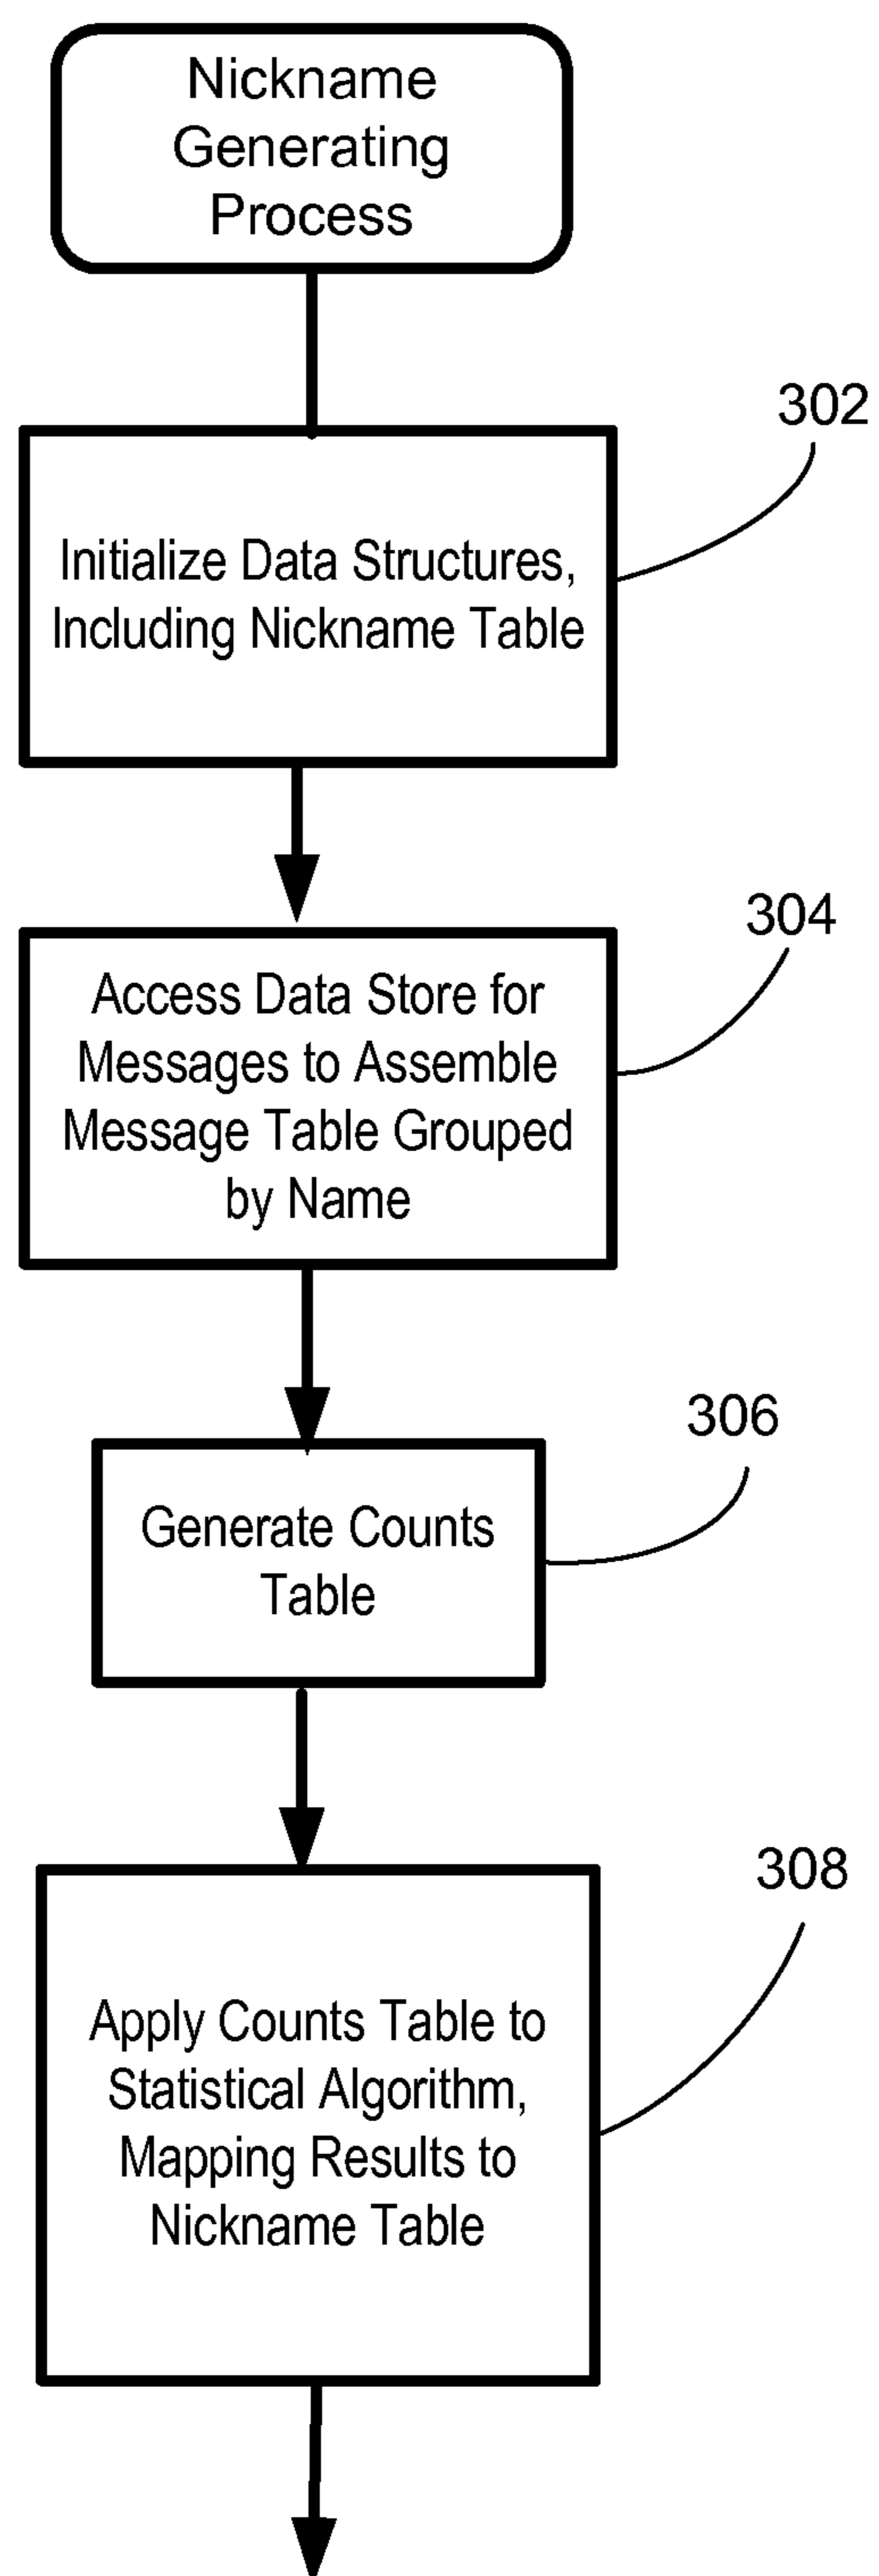 Nickname
Generating
Process
302
Initialize Data Structures,
Including Nickname Table
304
Access Data Store for
Messages to Assemble
Message Table Grouped
by Name
306
Generate Counts
Table
308
Apply Counts Table to
Statistical Algorithm,
Mapping Results to
Nickname Table